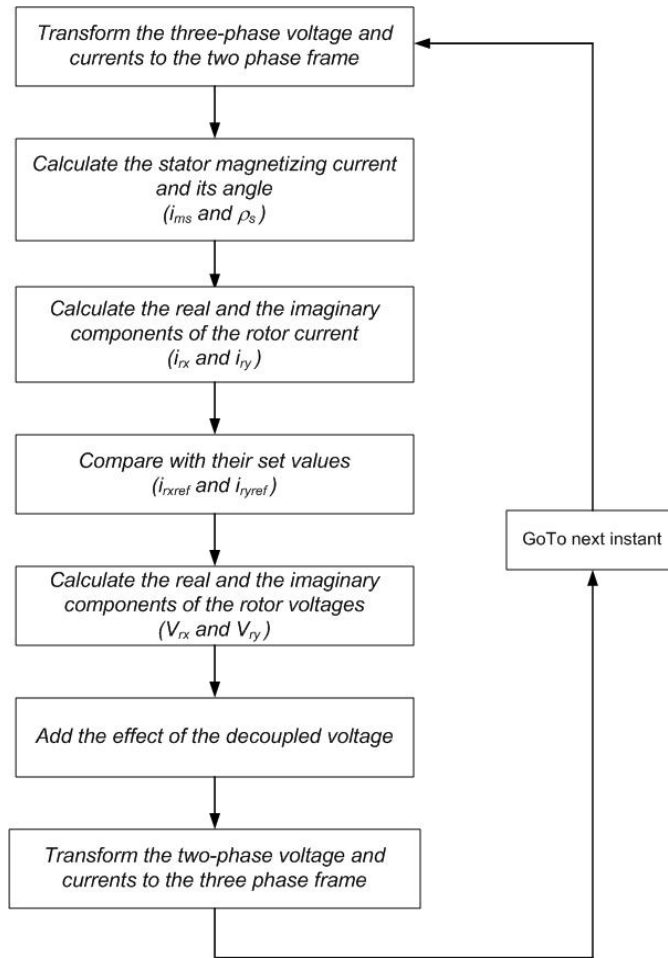 Transform the three-phase voltage and
currents to the two phase frame
Calculate the stator magnetizing current
and its angle
(ims and ρs)
Calculate the real and the imaginary
components of the rotor current
(irx and iry)
Compare with their set values
(irxref and iryref)
Calculate the real and the imaginary
components of the rotor voltages
(Vrx and Vry)
Add the effect of the decoupled voltage
Transform the two-phase voltage and
currents to the three phase frame
GoTo next instant